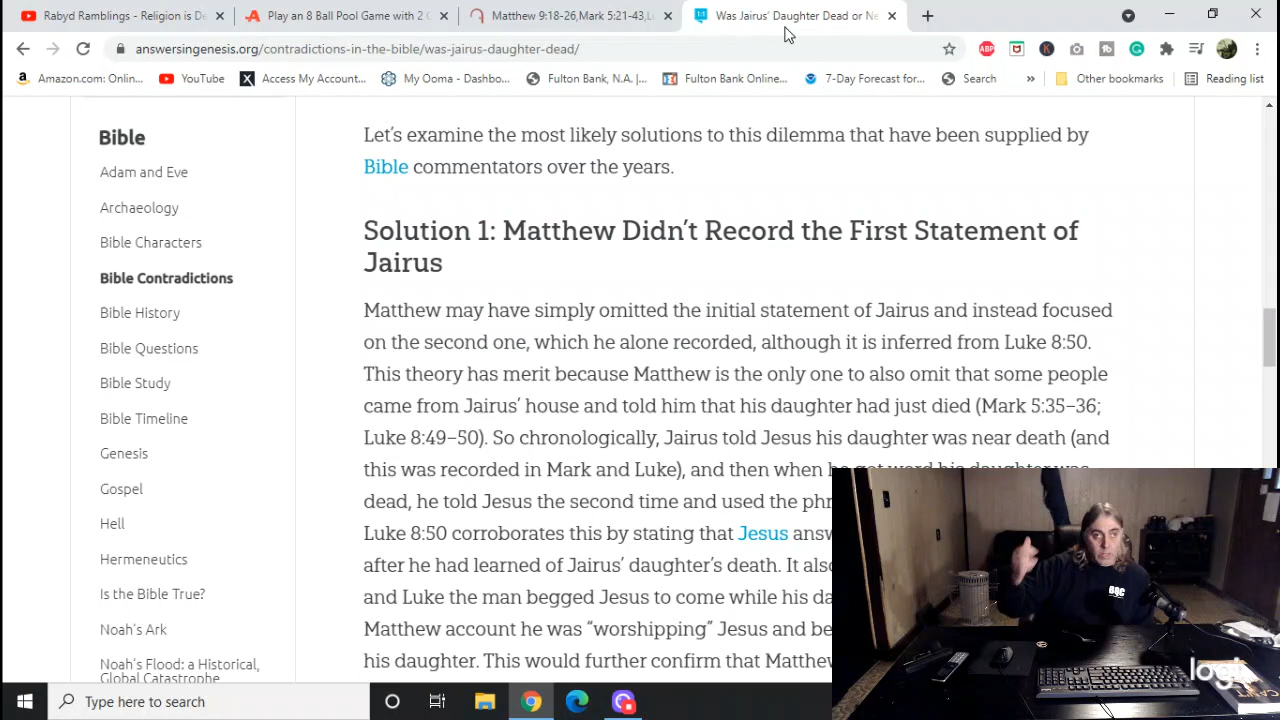 Rabyd Ramblings - Religion is De
Play an 8 Ball Pool Game with 2
Matthew 9:18-26,Mark 5:21-43,L
Was Jairus' Daughter Dead or Ne
answersingenesis.org/contradictions-in-the-bible/was-jairus-daughter-dead/
ABP
Amazon.com: Onlin...
YouTube
Access My Account...
My Ooma - Dashbo...
Fulton Bank, N.A. |...
Fulton Bank Online...
7-Day Forecast for...
Search
»
Other bookmarks
Reading list
Bible
Adam and Eve
Archaeology
Bible Characters
Bible Contradictions
Bible History
Bible Questions
Bible Study
Bible Timeline
Genesis
Gospel
Hell
Hermeneutics
Is the Bible True?
Noah's Ark
Noah's Flood: a Historical,
Global Catastrophe
Let's examine the most likely solutions to this dilemma that have been supplied by
Bible commentators over the years.
Solution 1: Matthew Didn't Record the First Statement of
Jairus
Matthew may have simply omitted the initial statement of Jairus and instead focused
on the second one, which he alone recorded, although it is inferred from Luke 8:50.
This theory has merit because Matthew is the only one to also omit that some people
came from Jairus' house and told him that his daughter had just died (Mark 5:35–36;
Luke 8:49–50). So chronologically, Jairus told Jesus his daughter was near death (and
this was recorded in Mark and Luke), and then when he got word his daughter was
dead, he told Jesus the second time and used the phr
Luke 8:50 corroborates this by stating that Jesus answ
after he had learned of Jairus' daughter's death. It also
and Luke the man begged Jesus to come while his da
Matthew account he was “worshipping” Jesus and be
his daughter. This would further confirm that Matthew
logi
Type here to search